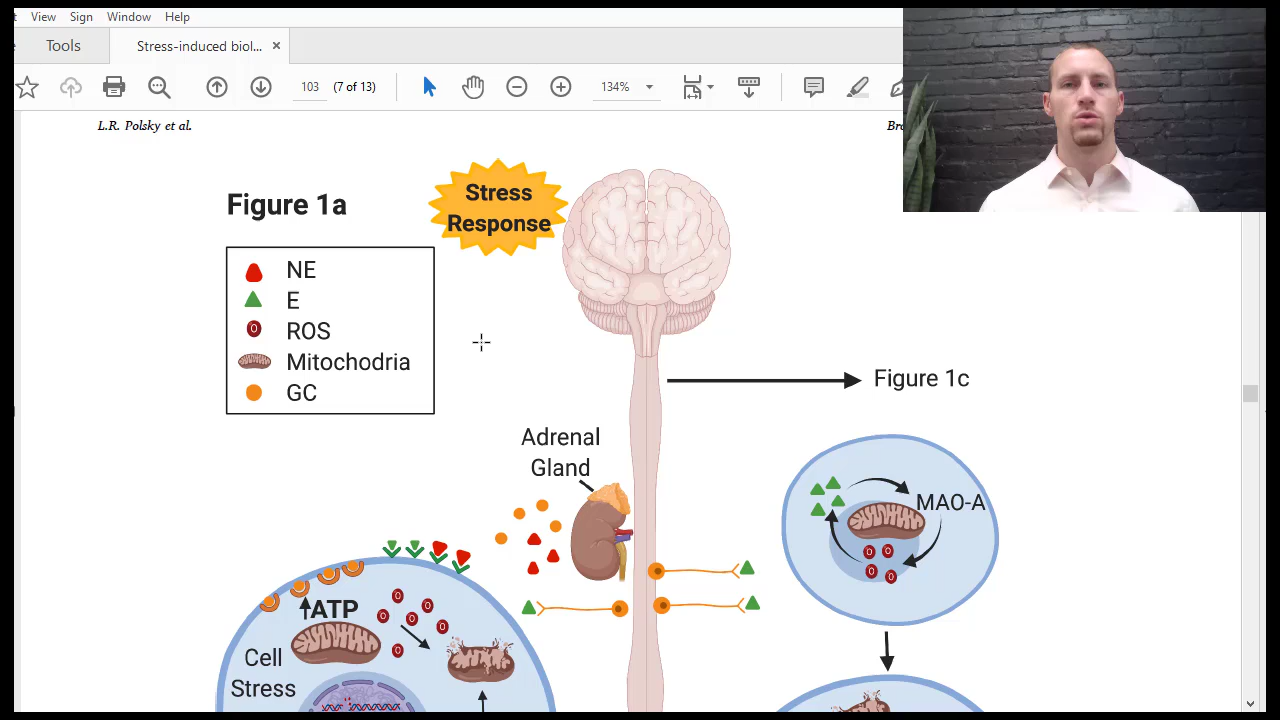 View Sign Window Help
Tools
Stress-induced biol...
103 (7 of 13)
134%
L.R. Polsky et al.
Figure 1a
Stress
Response
NE
E
ROS
Mitochodria
GC
Figure 1c
Adrenal
Gland
MAO-A
ATP
Cell
Stress